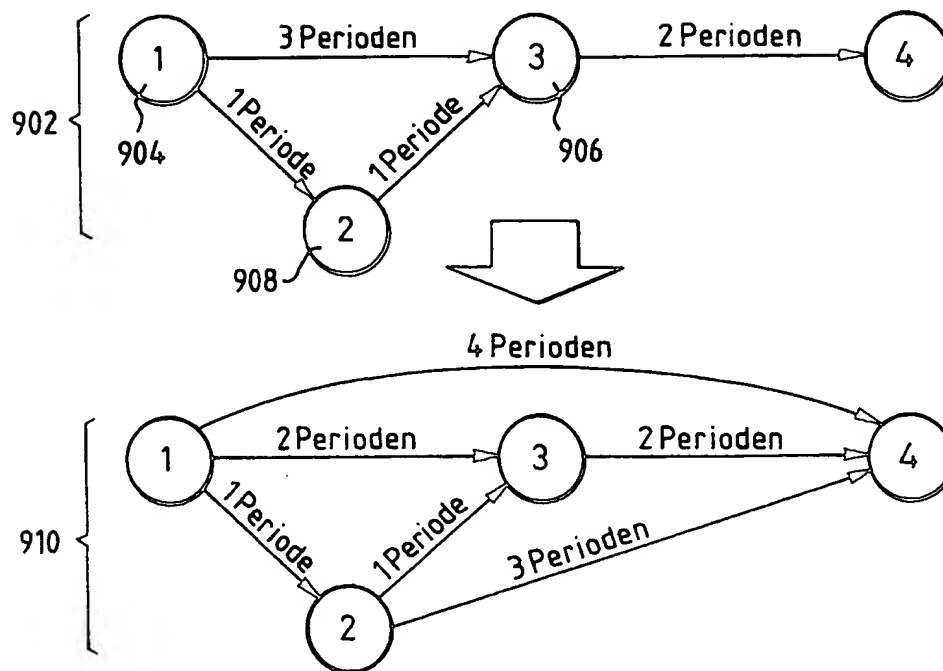 1
3 Perioden
3
2 Perioden
4
902
904
1 Periode
1 Periode
906
2
908
4 Perioden
1
2 Perioden
3
2 Perioden
4
910
1 Periode
1 Periode
3 Perioden
2